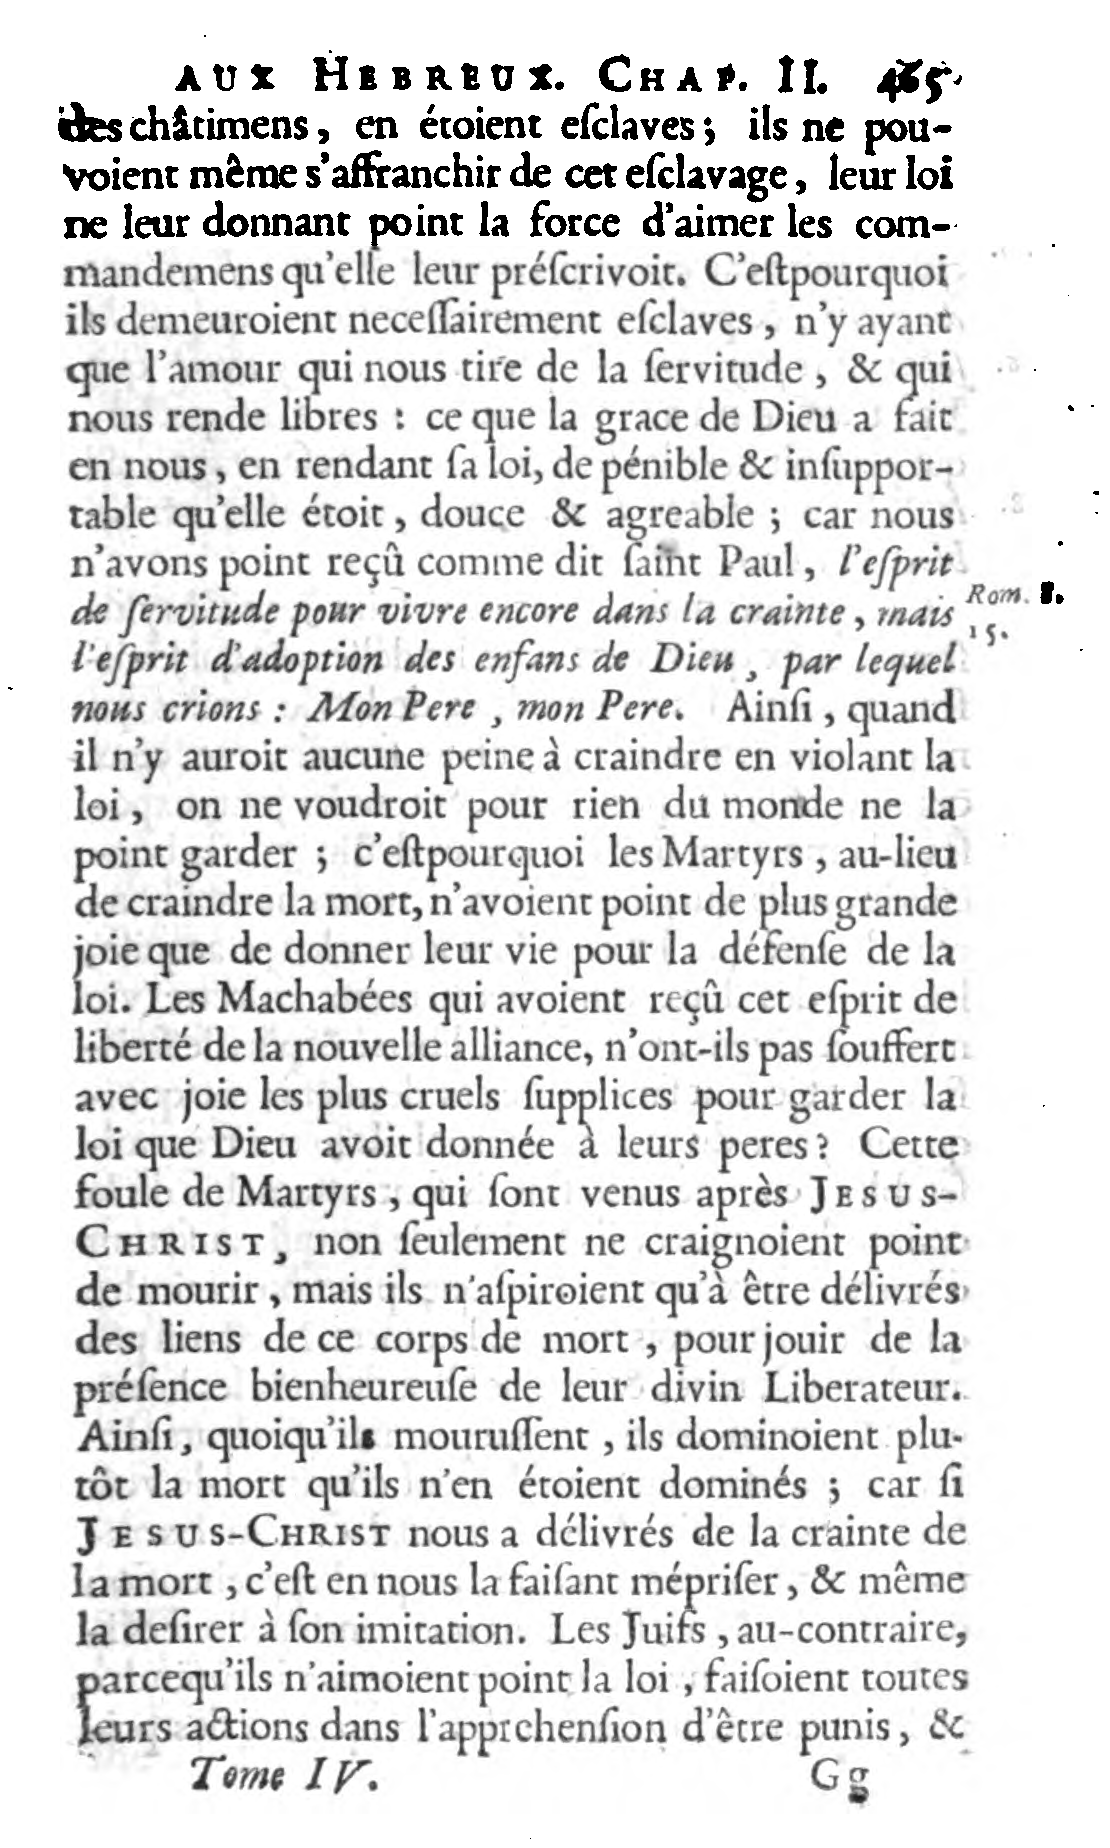 AUX HEBREUX. CHAP. II. 465
des châtimens, en étoient eſclaves; ils ne pou-
voient même s'affranchir de cet eſclavage, leur loi
ne leur donnant point la force d'aimer les com-
mandemens qu'elle leur préſcrivoit. C'eſtpourquoi
ils demeuroient neceſſairement eſclaves, n'y ayant
que l'amour qui nous tire de la ſervitude, & qui
nous rende libres : ce que la grace de Dieu a fait
en nous, en rendant ſa loi, de pénible & inſuppor-
table qu'elle étoit, douce & agreable ; car nous
n'avons point reçû comme dit ſaint Paul, l'eſprit
de ſervitude pour vivre encore dans la crainte, mais
Rom. 8.
15.
l'eſprit d'adoption des enfans de Dieu, par lequel
nous crions : Mon Pere, mon Pere. Ainſi, quand
il n'y auroit aucune peine à craindre en violant la
loi, on ne voudroit pour rien du monde ne la
point garder ; c'eſtpourquoi les Martyrs, au-lieu
de craindre la mort, n'avoient point de plus grande
joie que de donner leur vie pour la défenſe de la
loi. Les Machabées qui avoient reçû cet eſprit de
liberté de la nouvelle alliance, n'ont-ils pas ſouffert
avec joie les plus cruels ſupplices pour garder la
loi que Dieu avoit donnée à leurs peres ? Cette
foule de Martyrs, qui ſont venus après JESUS-
CHRIST, non ſeulement ne craignoient point
de mourir, mais ils n'aſpiroient qu'à être délivrés
des liens de ce corps de mort, pour jouir de la
préſence bienheureuſe de leur divin Liberateur.
Ainſi, quoiqu'ils mouruſſent, ils dominoient plu-
tôt la mort qu'ils n'en étoient dominés ; car ſi
JESUS-CHRIST nous a délivrés de la crainte de
la mort, c'eſt en nous la faiſant mépriſer, & même
la deſirer à ſon imitation. Les Juifs, au-contraire,
parcequ'ils n'aimoient point la loi, faiſoient toutes
leurs actions dans l'apprehenſion d'être punis, &
Tome IV. Gg